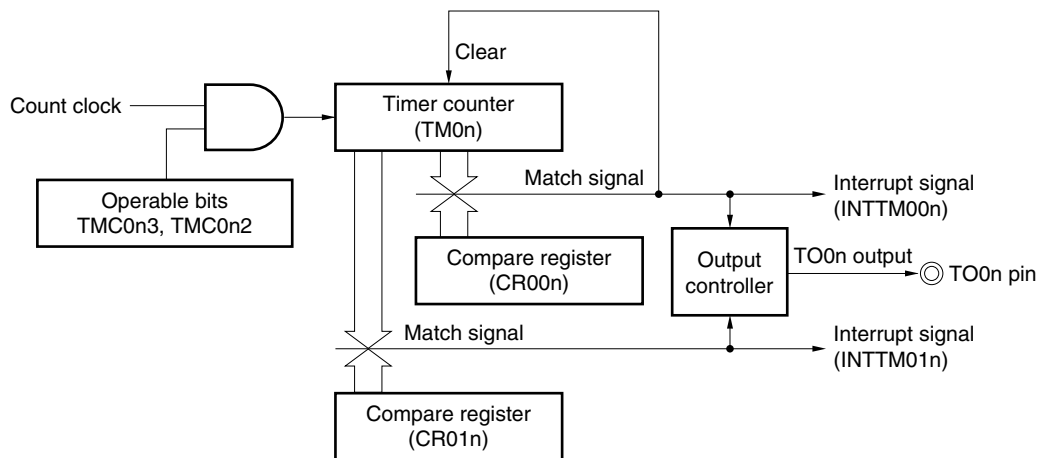 Clear
Count clock
Timer counter
(TM0n)
Operable bits
TMC0n3, TMC0n2
Match signal
Interrupt signal
(INTTM00n)
Compare register
(CR00n)
Output
controller
TO0n output
TO0n pin
Match signal
Interrupt signal
(INTTM01n)
Compare register
(CR01n)